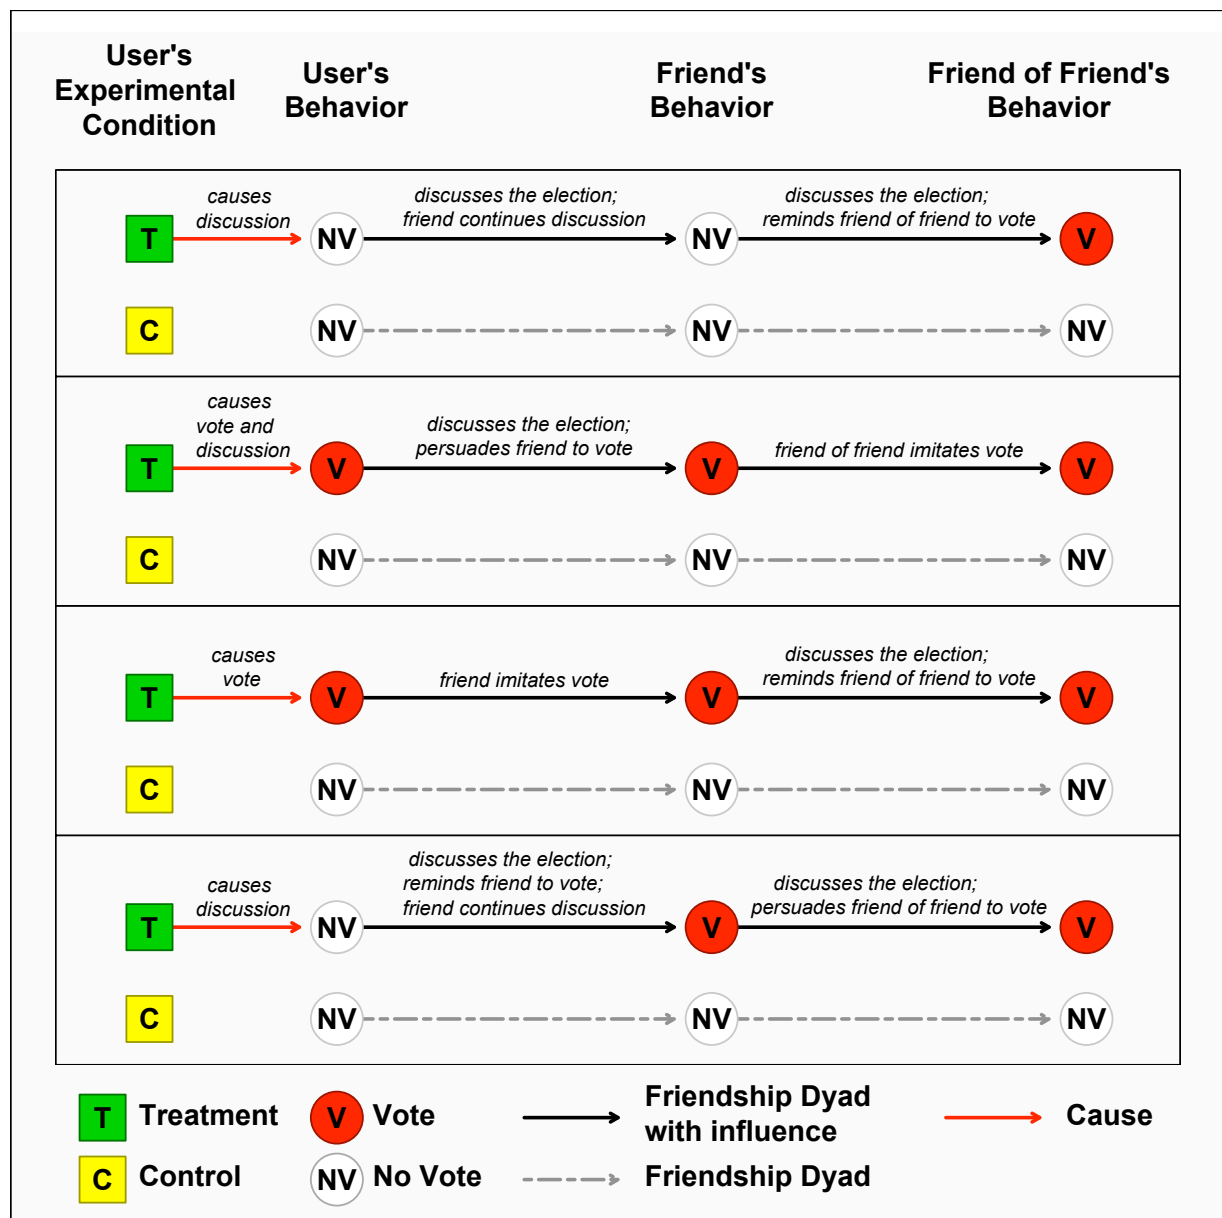 User's
Experimental
Condition
User's
Behavior
Friend's
Behavior
Friend of Friend's
Behavior
causes
discussion
discusses the election;
friend continues discussion
discusses the election;
reminds friend of friend to vote
T
NV
NV
V
C
NV
NV
NV
causes
vote and
discussion
discusses the election;
persuades friend to vote
friend of friend imitates vote
T
V
V
V
C
NV
NV
NV
causes
vote
friend imitates vote
discusses the election;
reminds friend of friend to vote
T
V
V
V
C
NV
NV
NV
causes
discussion
discusses the election;
reminds friend to vote;
friend continues discussion
discusses the election;
persuades friend of friend to vote
T
NV
V
V
C
NV
NV
NV
T Treatment
V Vote
Friendship Dyad
with influence
Cause
C Control
NV No Vote
Friendship Dyad